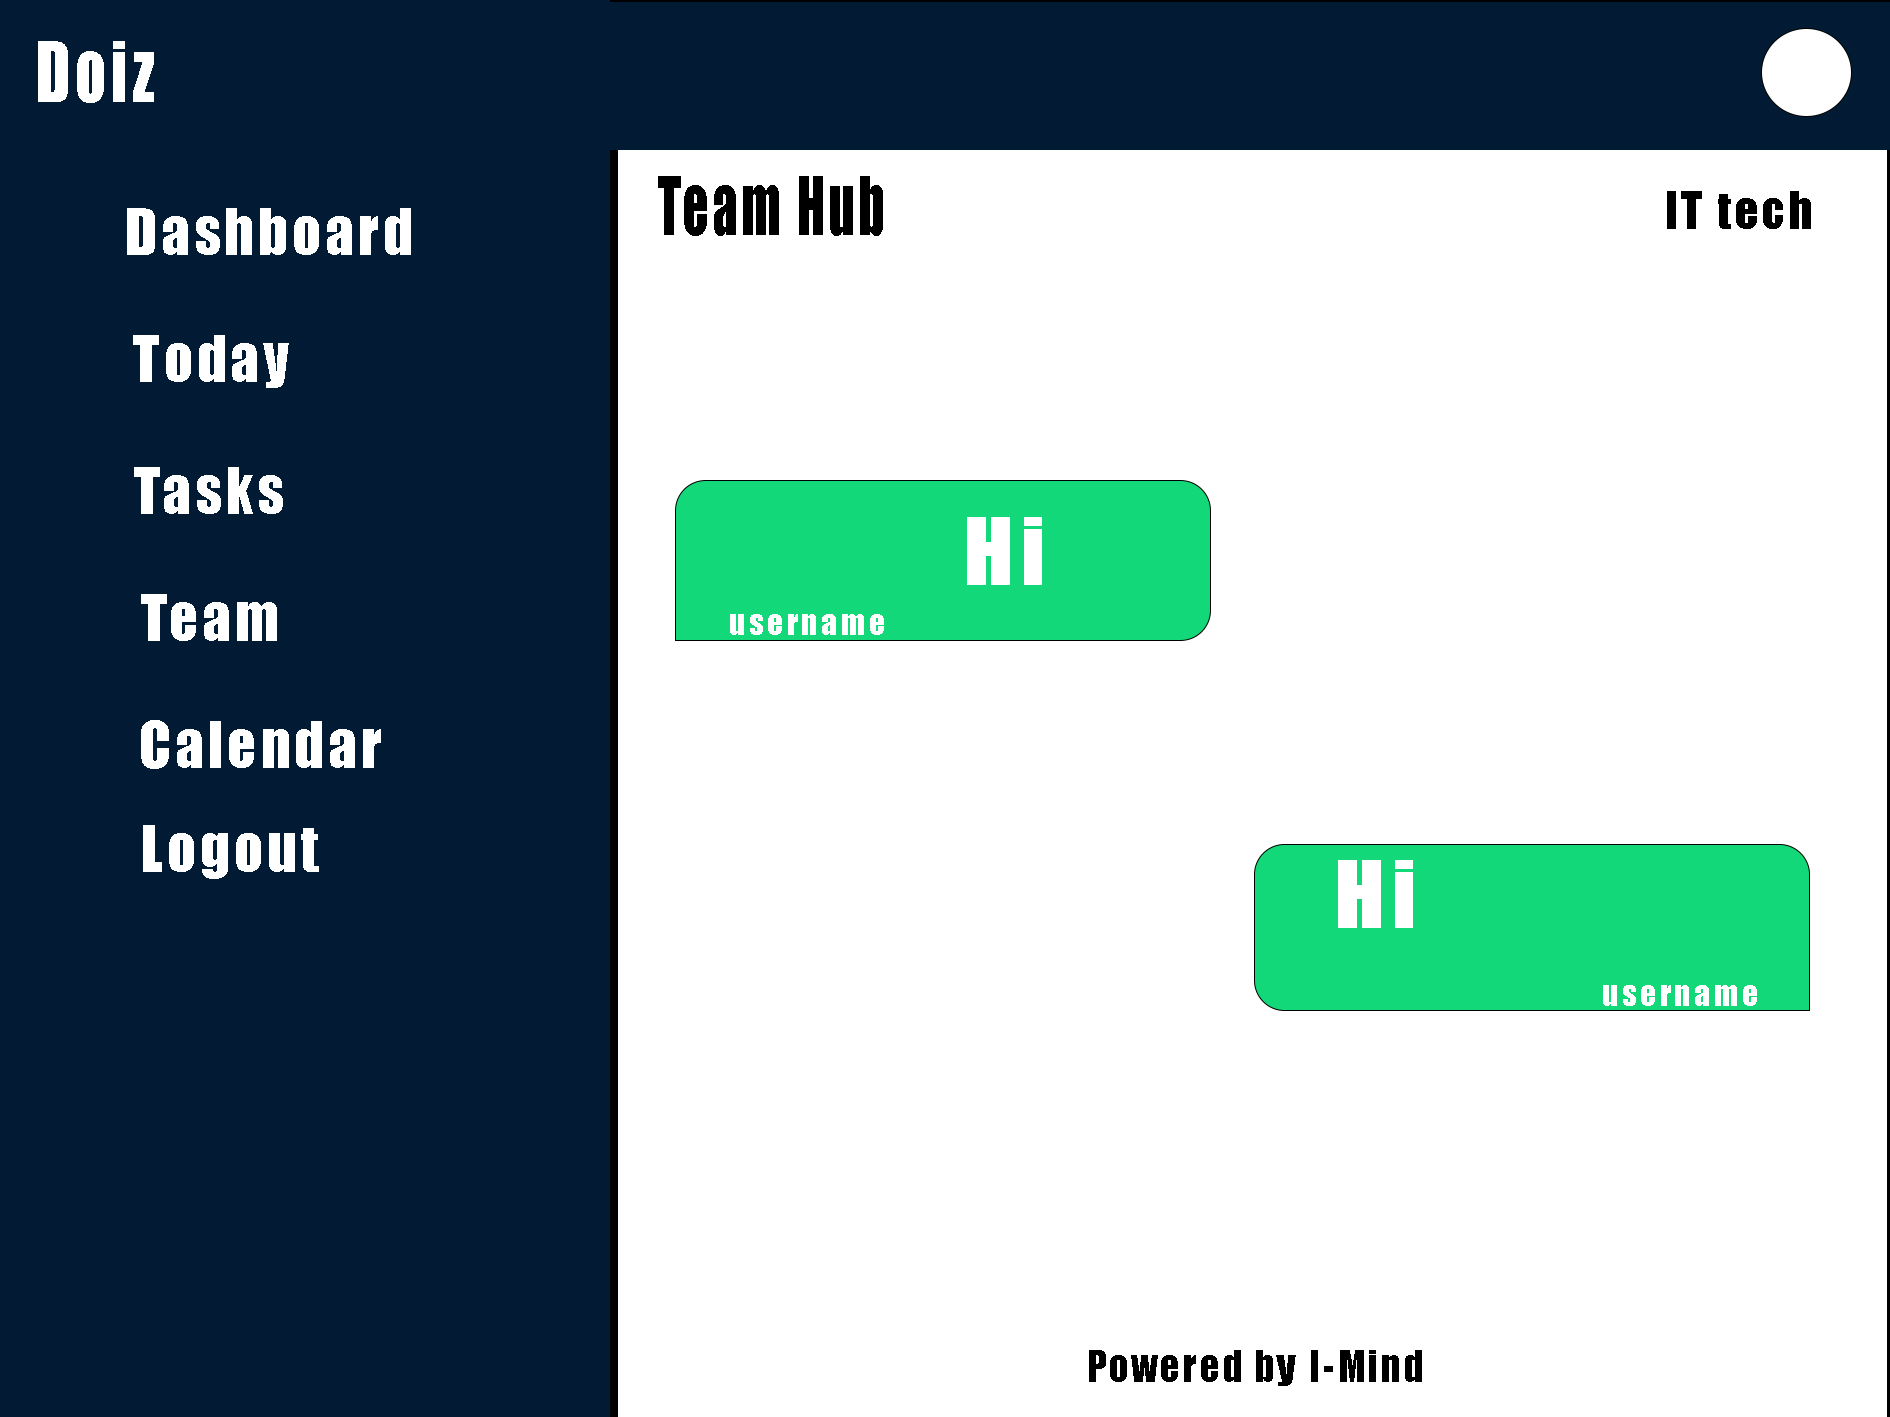 Doiz
Dashboard
Today
Tasks
Team
Calendar
Logout
Team Hub
IT tech
Hi
username
Hi
username
Powered by I-Mind